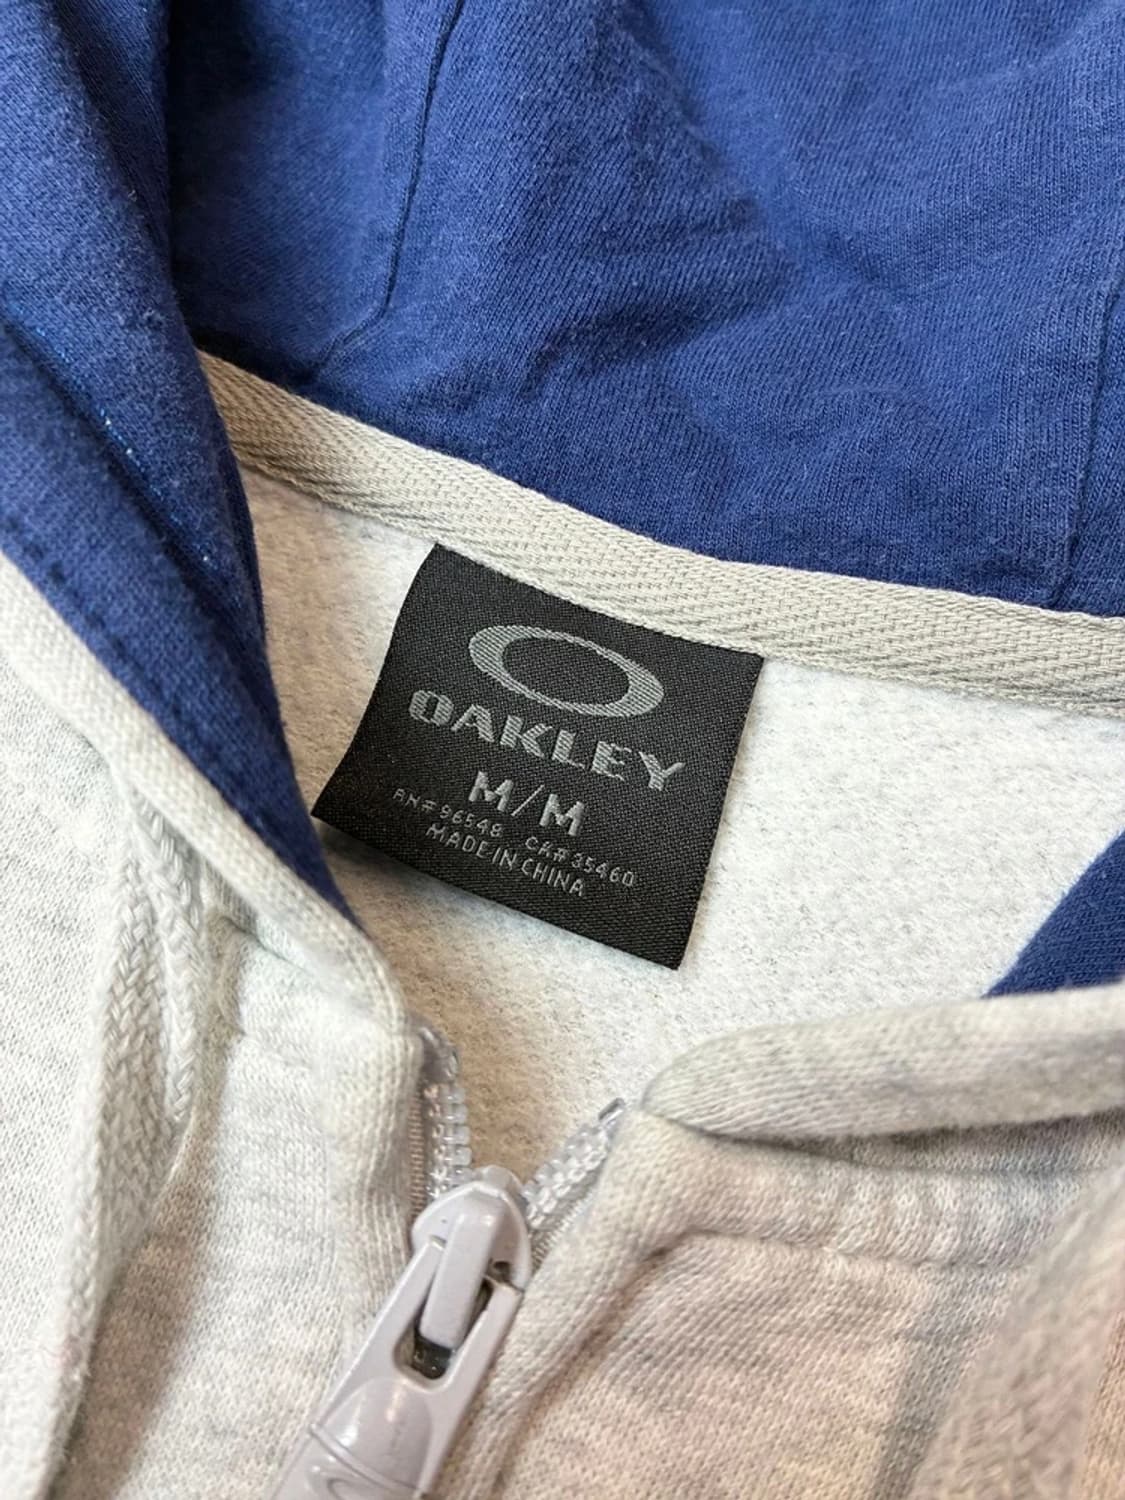 OAKLEY
M/M
RN# 96548 CA# 35460
MADE IN CHINA